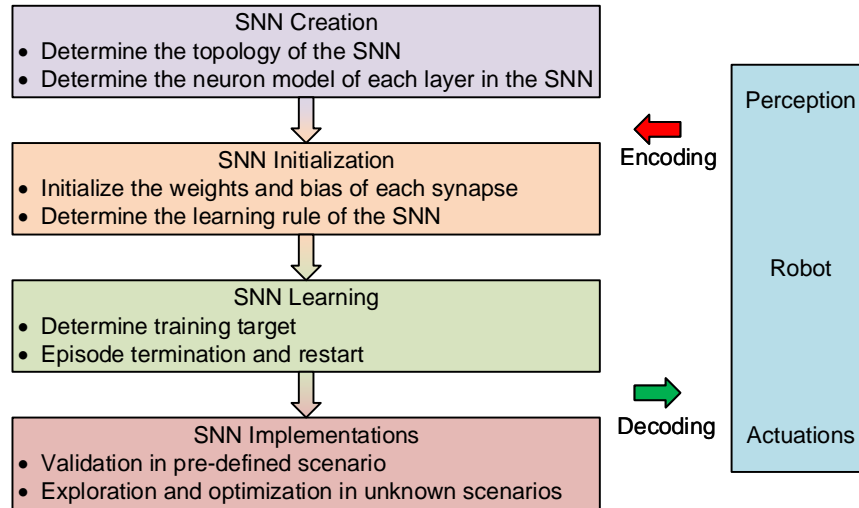 SNN Creation
• Determine the topology of the SNN
• Determine the neuron model of each layer in the SNN
SNN Initialization
• Initialize the weights and bias of each synapse
• Determine the learning rule of the SNN
SNN Learning
• Determine training target
• Episode termination and restart
SNN Implementations
• Validation in pre-defined scenario
• Exploration and optimization in unknown scenarios
Encoding
Decoding
Perception
Robot
Actuations